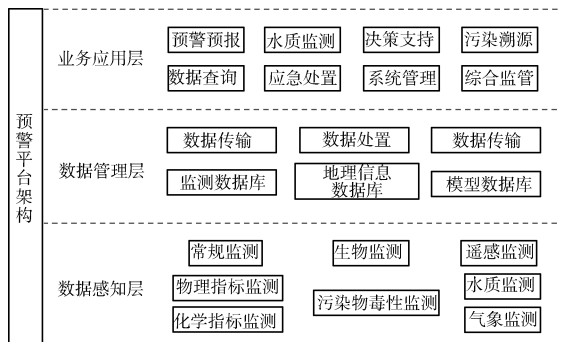 预警平台架构
业务应用层
预警预报 水质监测 决策支持 污染溯源
数据查询 应急处置 系统管理 综合监管
数据管理层
数据传输 数据处置 数据传输
监测数据库 地理信息 模型数据库
数据库
数据感知层
常规监测 生物监测 遥感监测
物理指标监测 污染物毒性监测 水质监测
化学指标监测 气象监测